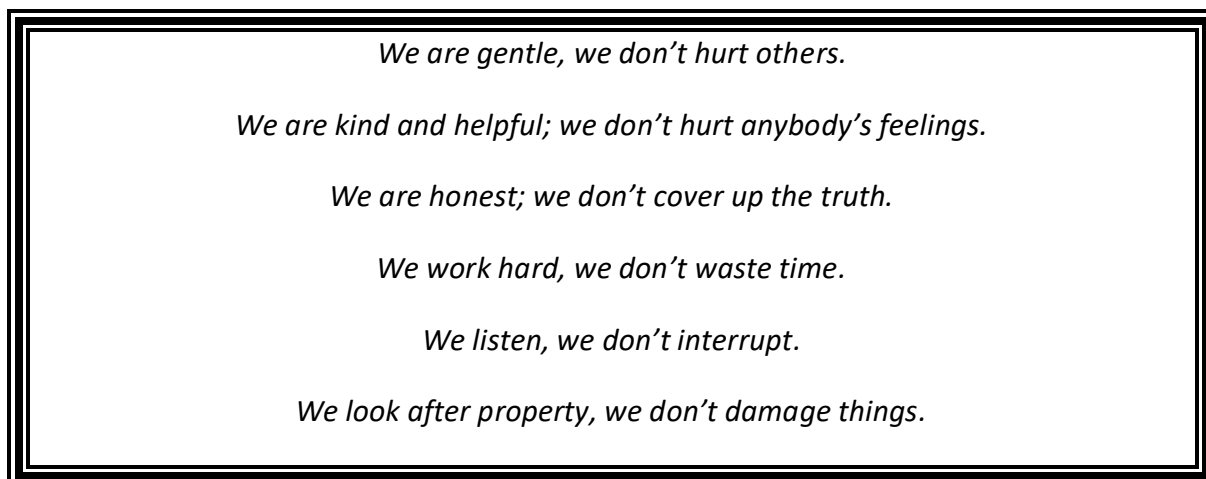 We are gentle, we don’t hurt others.
We are kind and helpful; we don’t hurt anybody’s feelings.
We are honest; we don’t cover up the truth.
We work hard, we don’t waste time.
We listen, we don’t interrupt.
We look after property, we don’t damage things.